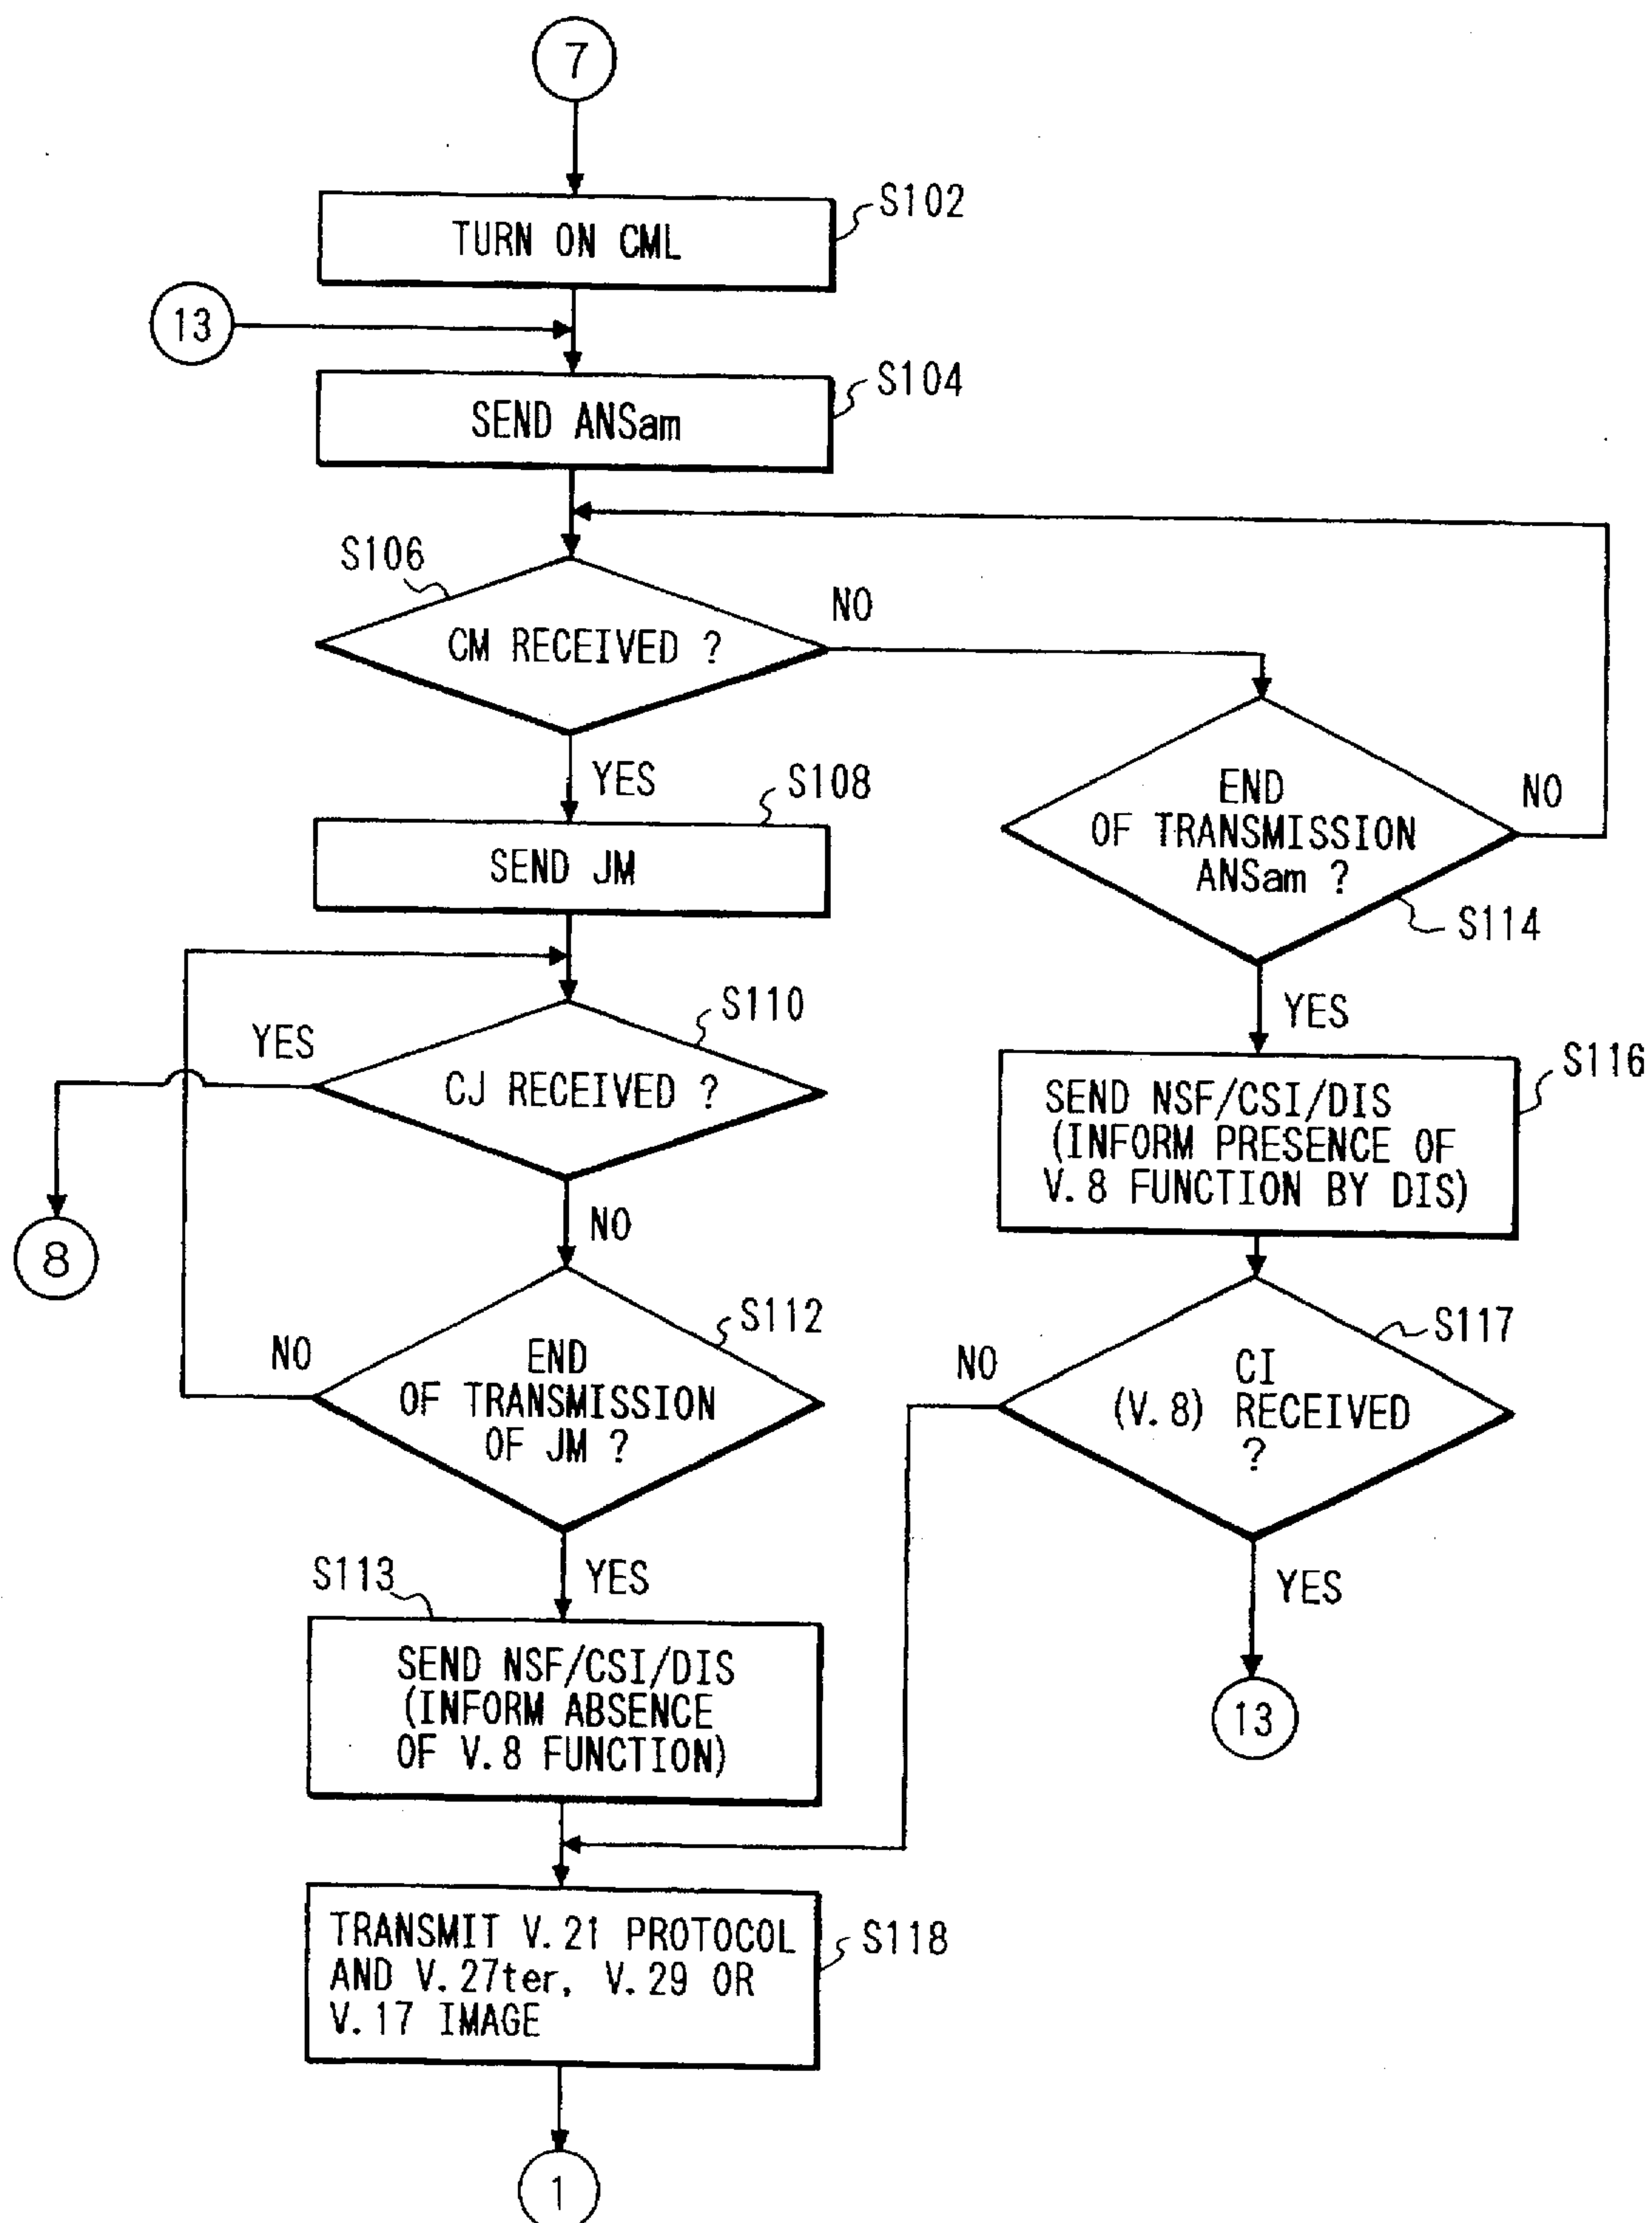 7
S102
TURN ON CML
13
S104
SEND ANSam
S106
CM RECEIVED ?
NO
YES
S108
SEND JM
END
OF TRANSMISSION
ANSam ?
NO
S114
YES
S110
YES
CJ RECEIVED ?
8
NO
S116
SEND NSF/CSI/DIS
(INFORM PRESENCE OF
V.8 FUNCTION BY DIS)
S112
NO
END
OF TRANSMISSION
OF JM ?
YES
S117
NO
CI
(V.8) RECEIVED
?
YES
13
S113
SEND NSF/CSI/DIS
(INFORM ABSENCE
OF V.8 FUNCTION)
S118
TRANSMIT V.21 PROTOCOL
AND V.27ter, V.29 OR
V.17 IMAGE
1